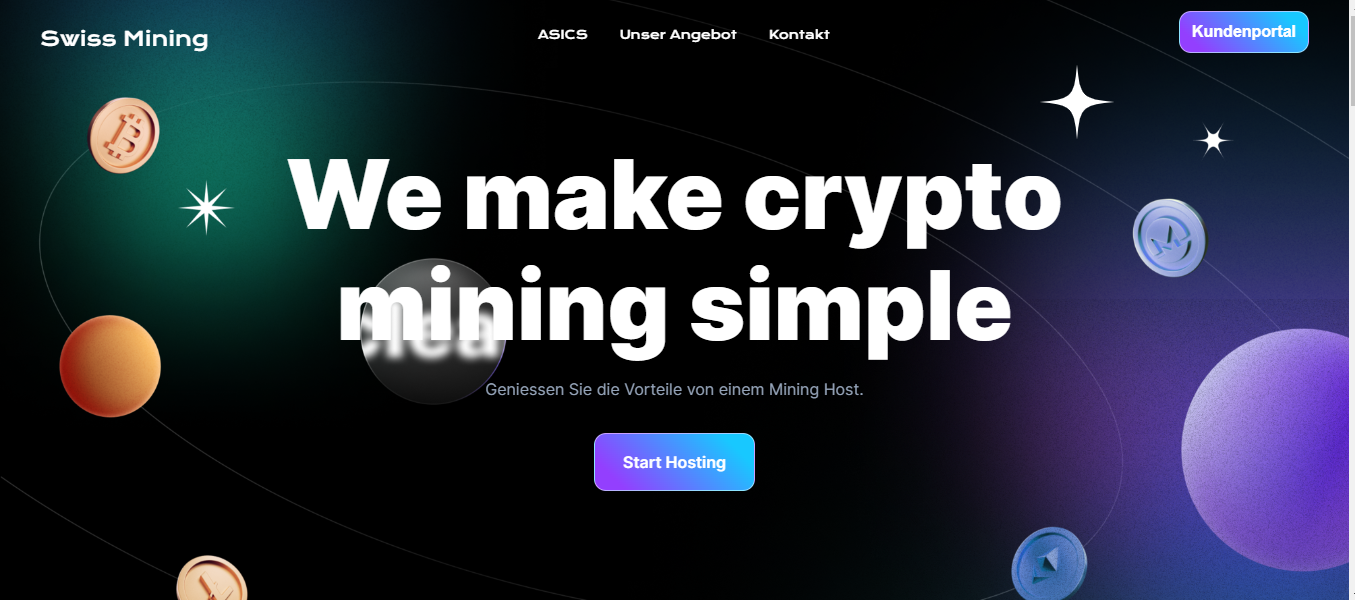 Swiss Mining
ASICS
Unser Angebot
Kontakt
Kundenportal
We make crypto
mining simple
clea
Geniessen Sie die Vorteile von einem Mining Host.
Start Hosting